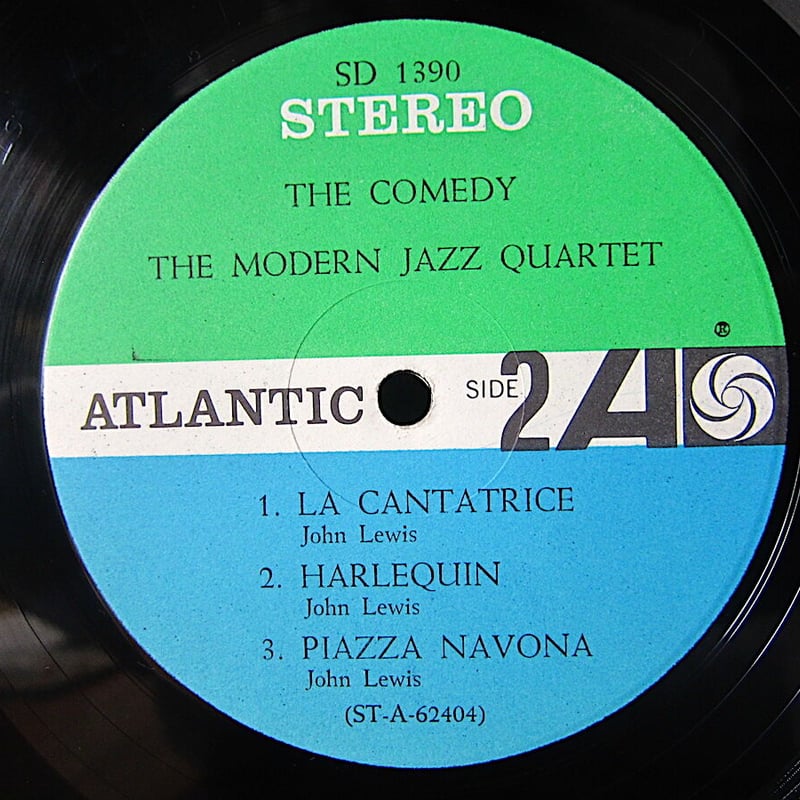 SD 1390
STEREO
THE COMEDY
THE MODERN JAZZ QUARTET
®
ATLANTIC SIDE 2 A
1. LA CANTATRICE
John Lewis
2. HARLEQUIN
John Lewis
3. PIAZZA NAVONA
John Lewis
(ST-A-62404)